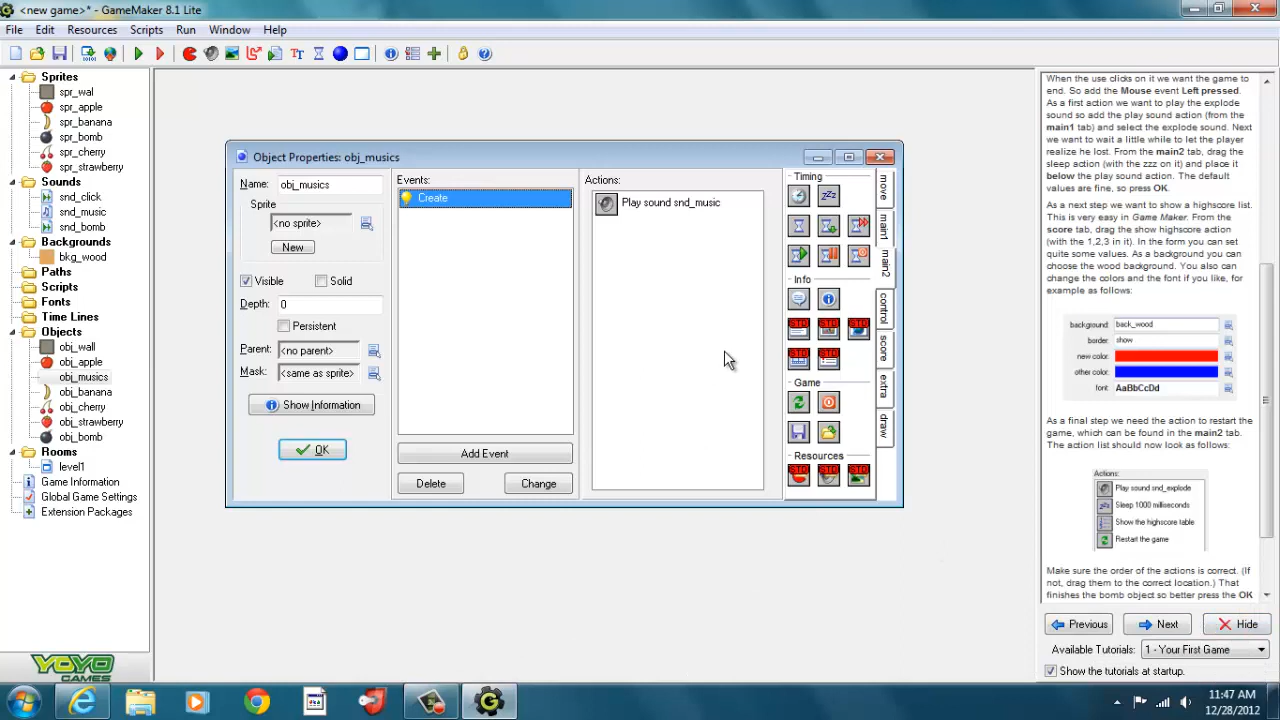 <new game>* - GameMaker 8.1 Lite
File Edit Resources Scripts Run Window Help
Sprites
spr_wal
spr_apple
spr_banana
spr_bomb
spr_cherry
spr_strawberry
Sounds
snd_click
snd_music
snd_bomb
Backgrounds
bkg_wood
Paths
Scripts
Fonts
Time Lines
Objects
obj_wall
obj_apple
obj_musics
obj_banana
obj_cherry
obj_strawberry
obj_bomb
Rooms
level1
Game Information
Global Game Settings
Extension Packages
YOYO
GAMES
Object Properties: obj_musics
Name: obj_musics
Sprite
<no sprite>
New
Visible Solid
Depth: 0
Persistent
Parent: <no parent>
Mask: <same as sprite>
Show Information
OK
Events:
Create
Add Event
Delete Change
Actions:
Play sound snd_music
Timing
Info
Game
Resources
move
main1
main2
control
score
extra
draw
When the use clicks on it we want the game to
end. So add the Mouse event Left pressed.
As a first action we want to play the explode
sound so add the play sound action (from the
main1 tab) and select the explode sound. Next
we want to wait a little while to let the player
realize he lost. From the main2 tab, drag the
sleep action (with the zzz on it) and place it
below the play sound action. The default
values are fine, so press OK.
As a next step we want to show a highscore list.
This is very easy in Game Maker. From the
score tab, drag the show highscore action
(with the 1,2,3 in it). In the form you can set
quite some values. As a background you can
choose the wood background. You also can
change the colors and the font if you like, for
example as follows:
background: back_wood
border: show
new color:
other color:
font: AaBbCcDd
As a final step we need the action to restart the
game, which can be found in the main2 tab.
The action list should now look as follows:
Actions:
Play sound snd_explode
Sleep 1000 milliseconds
Show the highscore table
Restart the game
Make sure the order of the actions is correct. (If
not, drag them to the correct location.) That
finishes the bomb object so better press the OK
Previous Next Hide
Available Tutorials: 1 - Your First Game
Show the tutorials at startup.
11:47 AM
12/28/2012